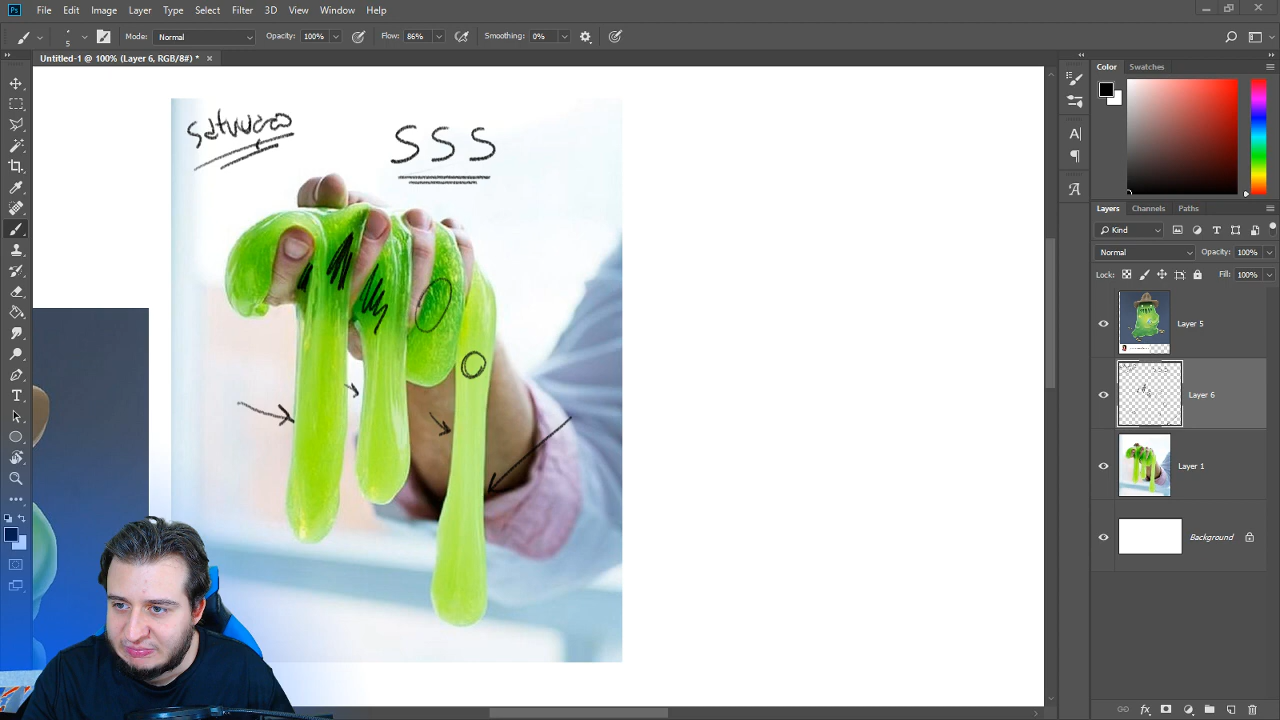 Ps File Edit Image Layer Type Select Filter 3D View Window Help
5 Mode: Normal Opacity: 100% Flow: 86% Smoothing: 0%
Untitled-1 @ 100% (Layer 6, RGB/8#) * ×
SSS
Color Swatches
Layers Channels Paths
Kind
Normal Opacity: 100%
Lock: Fill: 100%
Layer 5
Layer 6
Layer 1
Background